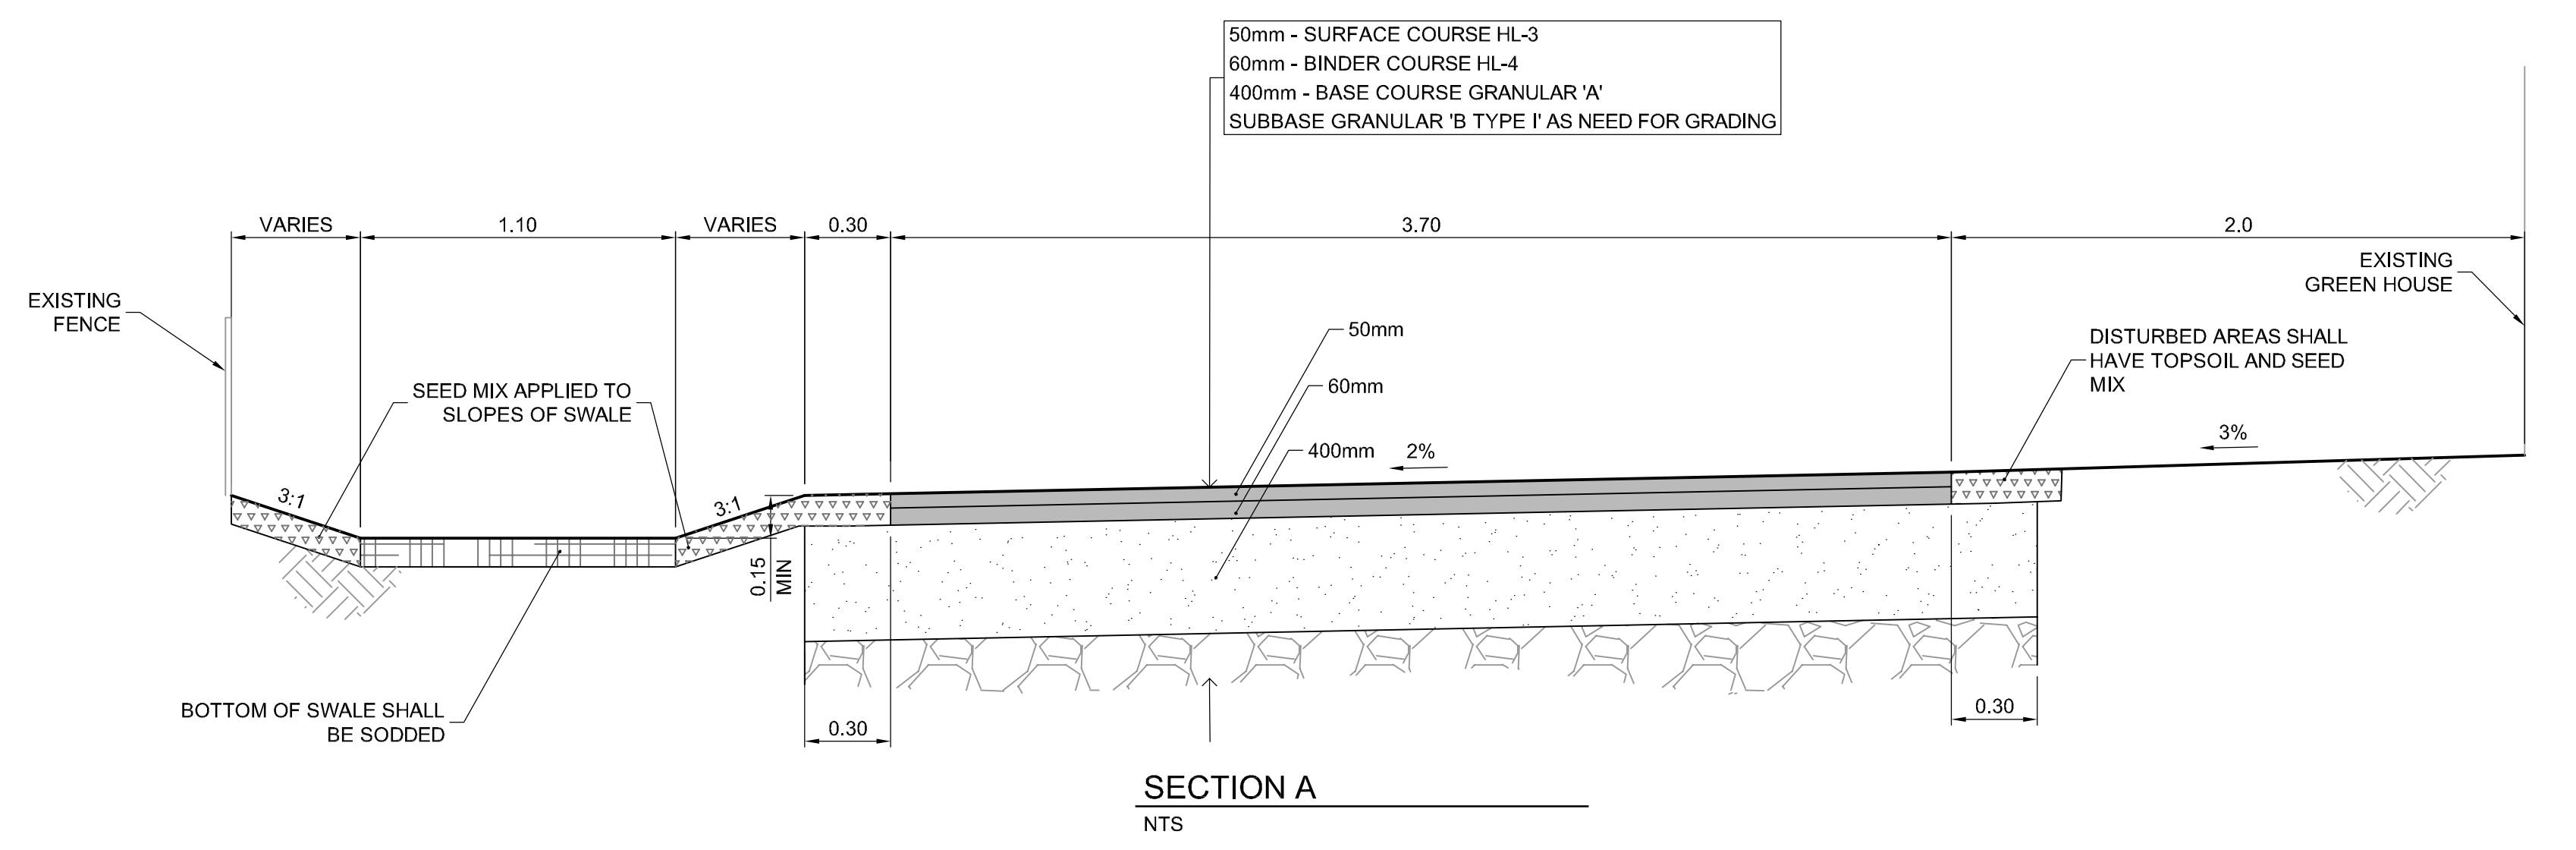 50mm - SURFACE COURSE HL-3
60mm - BINDER COURSE HL-4
400mm - BASE COURSE GRANULAR 'A'
SUBBASE GRANULAR 'B TYPE I' AS NEED FOR GRADING
VARIES
1.10
VARIES
0.30
3.70
2.0
EXISTING
FENCE
EXISTING
GREEN HOUSE
50mm
60mm
400mm
2%
3%
DISTURBED AREAS SHALL
HAVE TOPSOIL AND SEED
MIX
SEED MIX APPLIED TO
SLOPES OF SWALE
3:1
3:1
0.15
MIN
BOTTOM OF SWALE SHALL
BE SODDED
0.30
0.30
SECTION A
NTS